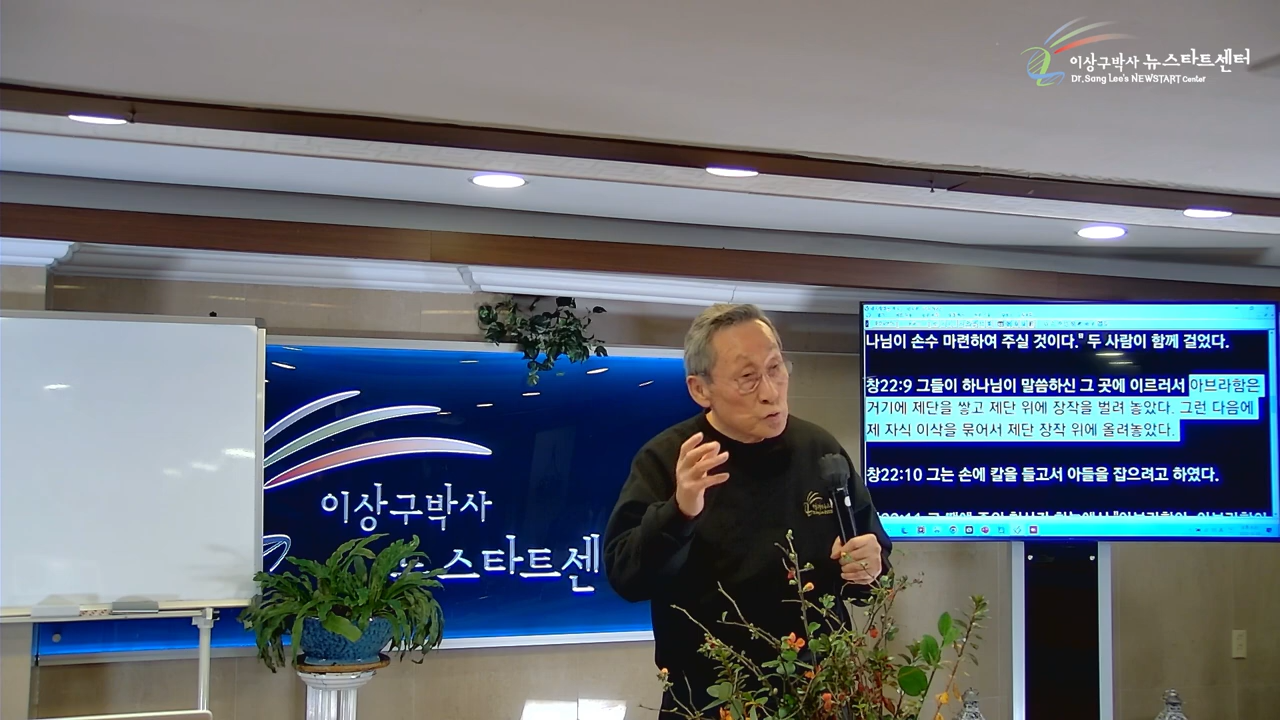 이상구박사 뉴스타트센터
Dr. Sang Lee's NEWSTART Center
나님이 손수 마련하여 주실 것이다." 두 사람이 함께 걸었다.
창22:9 그들이 하나님이 말씀하신 그 곳에 이르러서 아브라함은
거기에 제단을 쌓고 제단 위에 장작을 벌려 놓았다. 그런 다음에
제 자식 이삭을 묶어서 제단 장작 위에 올려놓았다.
창22:10 그는 손에 칼을 들고서 아들을 잡으려고 하였다.
이상구박사
뉴스타트센